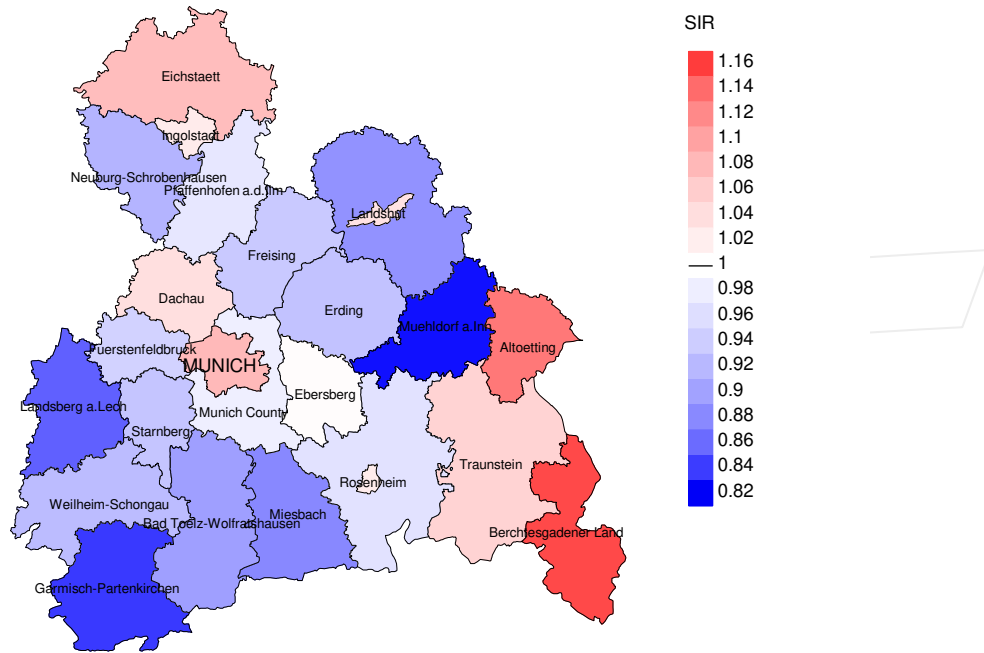 SIR
1.16
1.14
1.12
1.1
1.08
1.06
1.04
1.02
1
0.98
0.96
0.94
0.92
0.9
0.88
0.86
0.84
0.82
Eichstaett
Ingolstadt
Neuburg-Schrobenhausen
Pfaffenhofen a.d.Ilm
Landshut
Freising
Dachau
Erding
Muehldorf a.Inn
Altoetting
Fuerstenfeldbruck
MUNICH
Ebersberg
Landsberg a.Lech
Munich County
Starnberg
Traunstein
Rosenheim
Weilheim-Schongau
Miesbach
Bad Toelz-Wolfratshausen
Berchtesgadener Land
Garmisch-Partenkirchen